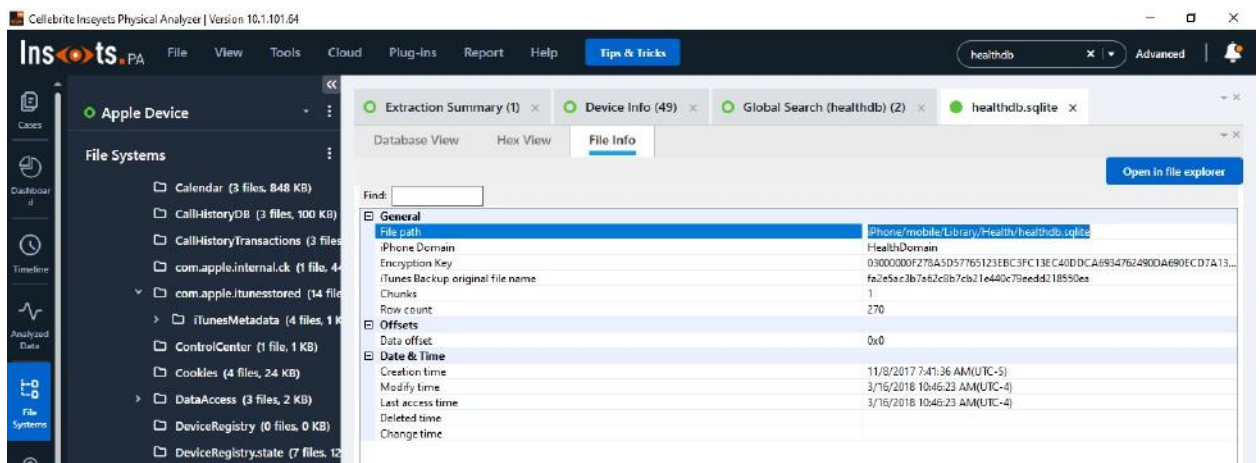 Cellebrite Inseyets Physical Analyzer | Version 10.1.101.64
Ins ts.PA File View Tools Cloud Plug-ins Report Help Tips & Tricks healthdb Advanced
Cases
Dashboar
d
Timeline
Analyzed
Data
File
Systems
Apple Device
File Systems
Calendar (3 files, 848 KB)
CallHistoryDB (3 files, 100 KB)
CallHistoryTransactions (3 files
com.apple.internal.ck (1 file, 4
com.apple.itunesstored (14 file
iTunesMetadata (4 files, 1 K
ControlCenter (1 file, 1 KB)
Cookies (4 files, 24 KB)
DataAccess (3 files, 2 KB)
DeviceRegistry (0 files, 0 KB)
DeviceRegistry.state (7 files, 12
Extraction Summary (1) Device Info (49) Global Search (healthdb) (2) healthdb.sqlite
Database View Hex View File Info
Open in file explorer
Find:
General
File path iPhone/mobile/Library/Health/healthdb.sqlite
iPhone Domain HealthDomain
Encryption Key
iTunes Backup original file name
Chunks 1
Row count 270
Offsets
Data offset 0x0
Date & Time
Creation time 11/8/2017 7:41:36 AM(UTC-5)
Modify time 3/16/2018 10:46:23 AM(UTC-4)
Last access time 3/16/2018 10:46:23 AM(UTC-4)
Deleted time
Change time